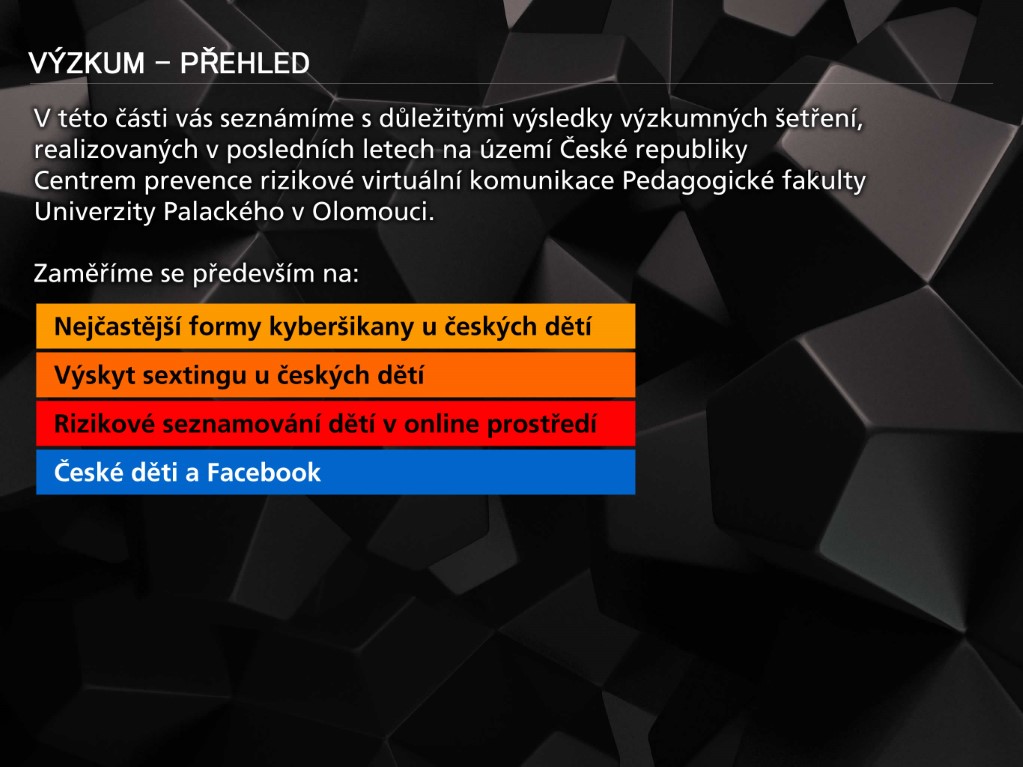 VÝZKUM – PŘEHLED
V této části vás seznámíme s důležitými výsledky výzkumných šetření,
realizovaných v posledních letech na území České republiky
Centrem prevence rizikové virtuální komunikace Pedagogické fakulty
Univerzity Palackého v Olomouci.
Zaměříme se především na:
Nejčastější formy kyberšikany u českých dětí
Výskyt sextingu u českých dětí
Rizikové seznamování dětí v online prostředí
České děti a Facebook